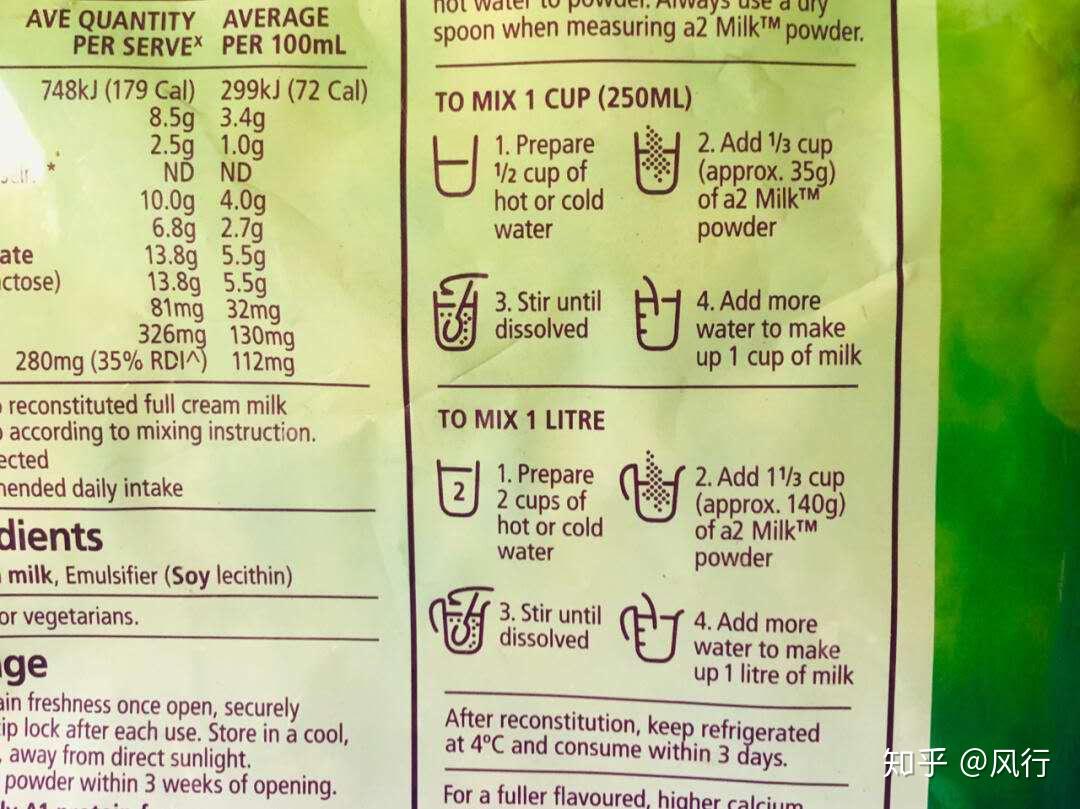 AVE QUANTITY AVERAGE
PER SERVEˣ PER 100mL
748kJ (179 Cal) 299kJ (72 Cal)
8.5g 3.4g
2.5g 1.0g
* ND ND
10.0g 4.0g
6.8g 2.7g
ate 13.8g 5.5g
ctose) 13.8g 5.5g
81mg 32mg
326mg 130mg
280mg (35% RDI^) 112mg
reconstituted full cream milk
according to mixing instruction.
ected
ended daily intake
dients
milk, Emulsifier (Soy lecithin)
or vegetarians.
ge
ain freshness once open, securely
ip lock after each use. Store in a cool,
, away from direct sunlight.
powder within 3 weeks of opening.
hot water to powder. Always use a dry
spoon when measuring a2 Milk™ powder.
TO MIX 1 CUP (250ML)
1. Prepare
1/2 cup of
hot or cold
water
2. Add 1/3 cup
(approx. 35g)
of a2 Milk™
powder
3. Stir until
dissolved
4. Add more
water to make
up 1 cup of milk
TO MIX 1 LITRE
2
1. Prepare
2 cups of
hot or cold
water
2. Add 1 1/3 cup
(approx. 140g)
of a2 Milk™
powder
3. Stir until
dissolved
4. Add more
water to make
up 1 litre of milk
After reconstitution, keep refrigerated
at 4ºC and consume within 3 days.
For a fuller flavoured, higher calcium
知乎 @风行